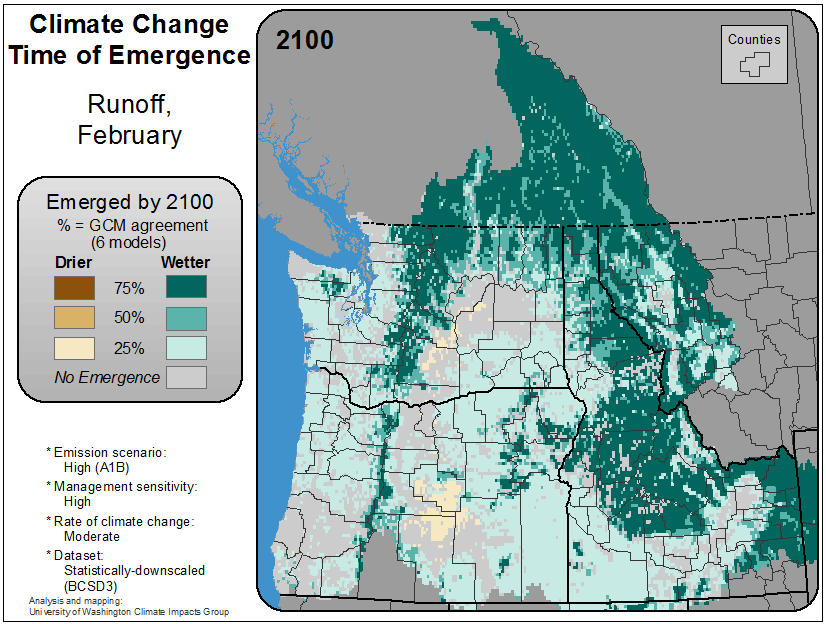 Climate Change
Time of Emergence
Runoff,
February
Emerged by 2100
% = GCM agreement
(6 models)
Drier Wetter
75%
50%
25%
No Emergence
* Emission scenario:
High (A1B)
* Management sensitivity:
High
* Rate of climate change:
Moderate
* Dataset:
Statistically-downscaled
(BCSD3)
Analysis and mapping:
University of Washington Climate Impacts Group
2100
Counties